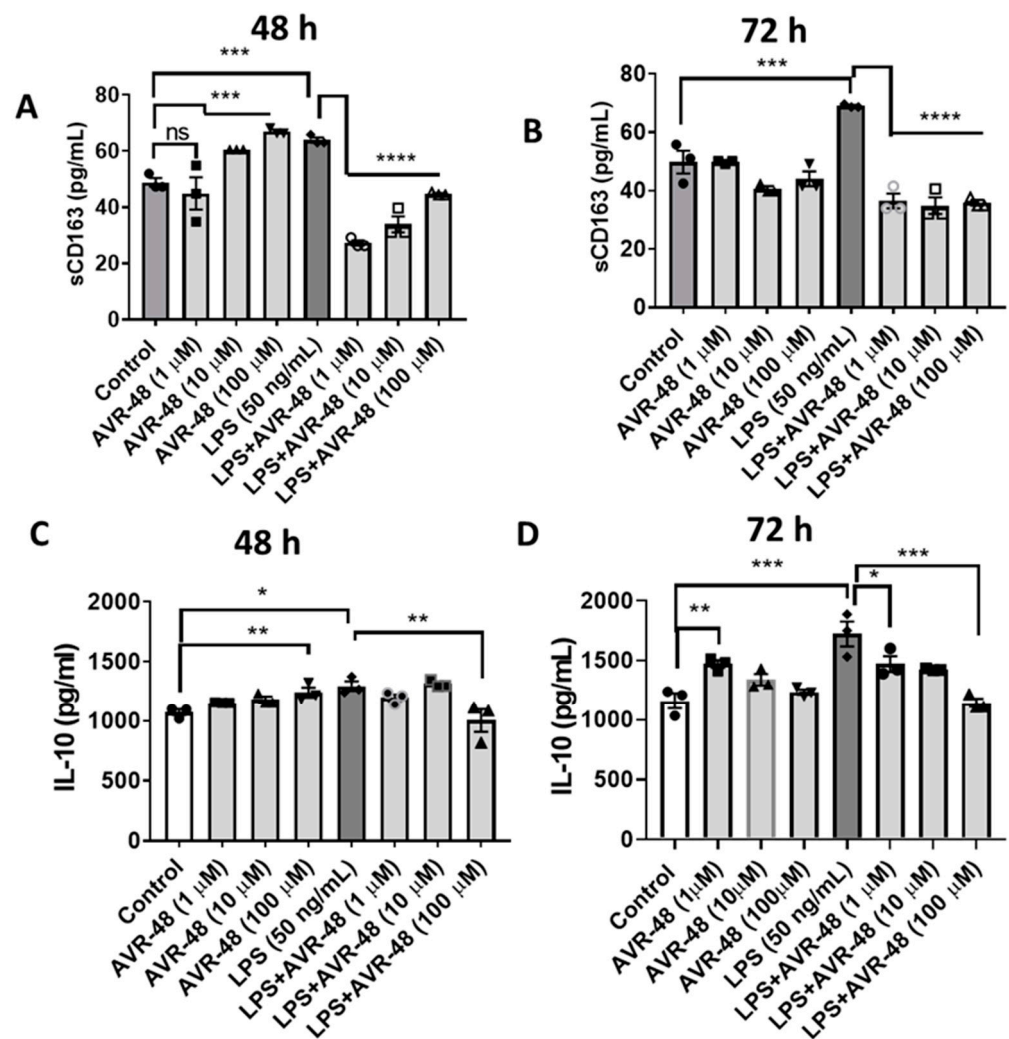 48 h
***
A
***
ns
****
sCD163 (pg/mL)
80
60
40
20
0
Control
AVR-48 (1 μM)
AVR-48 (10 μM)
AVR-48 (100 μM)
LPS (50 ng/mL)
LPS+AVR-48 (1 μM)
LPS+AVR-48 (10 μM)
LPS+AVR-48 (100 μM)
72 h
***
B
****
sCD163 (pg/mL)
80
60
40
20
0
Control
AVR-48 (1 μM)
AVR-48 (10 μM)
AVR-48 (100 μM)
LPS (50 ng/mL)
LPS+AVR-48 (1 μM)
LPS+AVR-48 (10 μM)
LPS+AVR-48 (100 μM)
C
48 h
*
**
**
IL-10 (pg/ml)
2000
1500
1000
500
0
Control
AVR-48 (1 μM)
AVR-48 (10 μM)
AVR-48 (100 μM)
LPS (50 ng/mL)
LPS+AVR-48 (1 μM)
LPS+AVR-48 (10 μM)
LPS+AVR-48 (100 μM)
D
72 h
***
***
*
**
IL-10 (pg/mL)
2000
1500
1000
500
0
Control
AVR-48 (1μM)
AVR-48 (10μM)
AVR-48 (100μM)
LPS (50 ng/mL)
LPS+AVR-48 (1 μM)
LPS+AVR-48 (10 μM)
LPS+AVR-48 (100 μM)